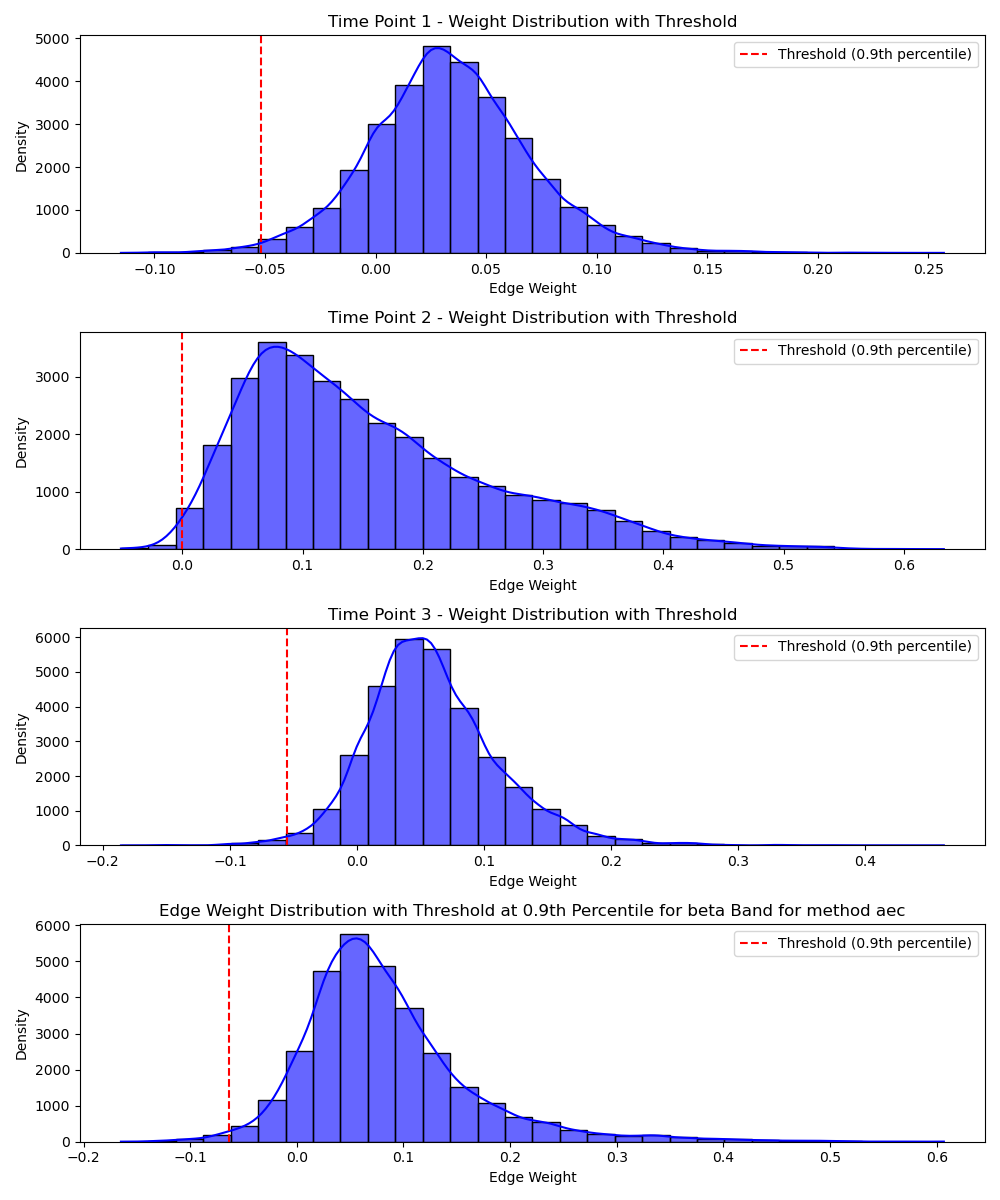 Time Point 1 - Weight Distribution with Threshold
Threshold (0.9th percentile)
Density
5000
4000
3000
2000
1000
0
−0.10 −0.05 0.00 0.05 0.10 0.15 0.20 0.25
Edge Weight
Time Point 2 - Weight Distribution with Threshold
Threshold (0.9th percentile)
Density
3000
2000
1000
0
0.0 0.1 0.2 0.3 0.4 0.5 0.6
Edge Weight
Time Point 3 - Weight Distribution with Threshold
Threshold (0.9th percentile)
Density
6000
5000
4000
3000
2000
1000
0
−0.2 −0.1 0.0 0.1 0.2 0.3 0.4
Edge Weight
Edge Weight Distribution with Threshold at 0.9th Percentile for beta Band for method aec
Threshold (0.9th percentile)
Density
6000
5000
4000
3000
2000
1000
0
−0.2 −0.1 0.0 0.1 0.2 0.3 0.4 0.5 0.6
Edge Weight